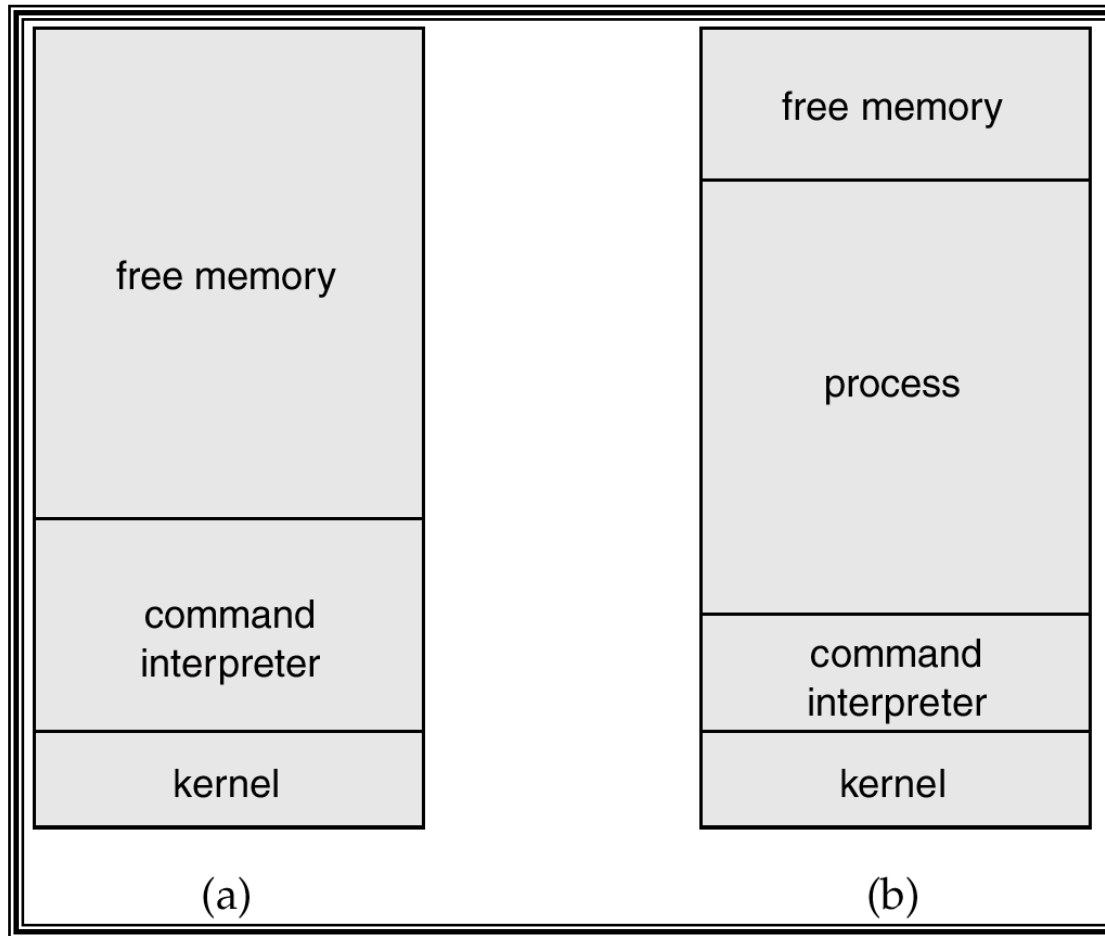 free memory
command
interpreter
kernel
(a)
free memory
process
command
interpreter
kernel
(b)